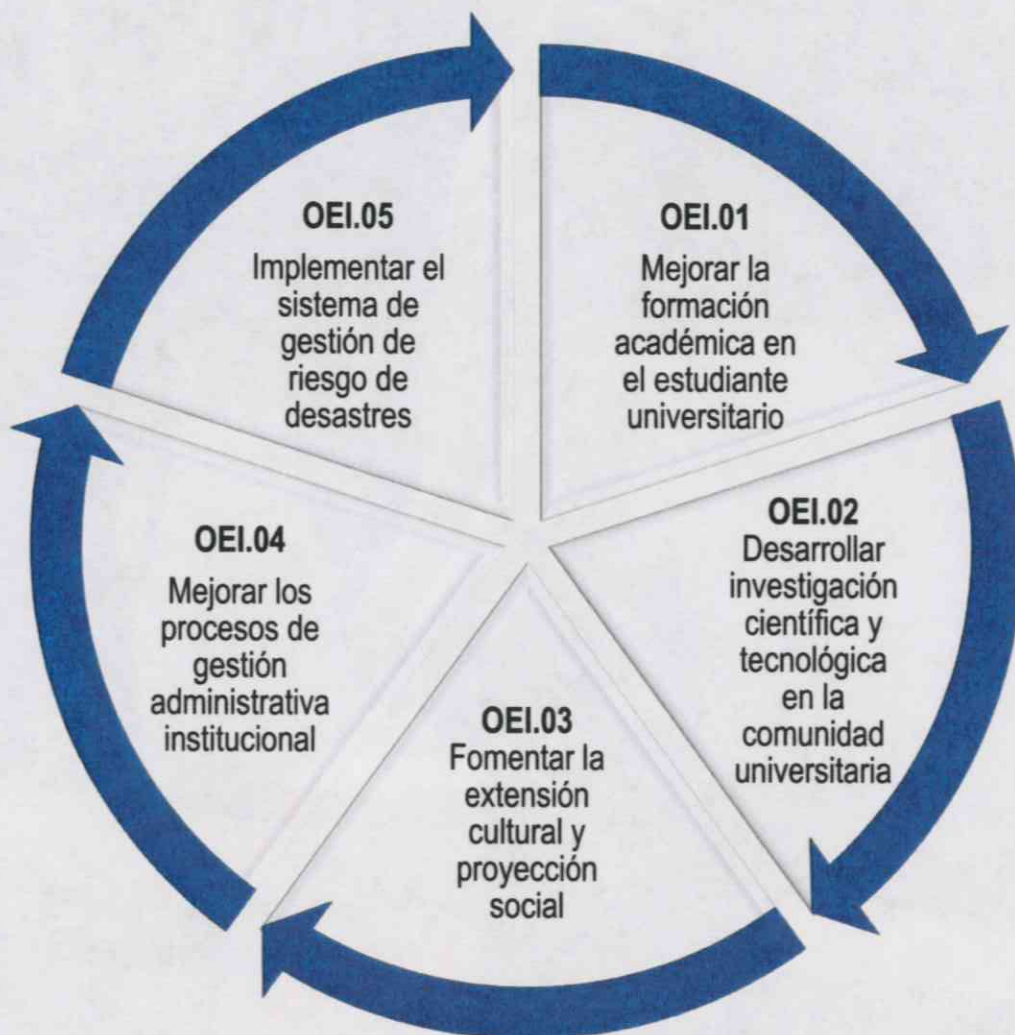 OEI.01
Mejorar la
formación
académica en
el estudiante
universitario
OEI.02
Desarrollar
investigación
científica y
tecnológica
en la
comunidad
universitaria
OEI.03
Fomentar la
extensión
cultural y
proyección
social
OEI.04
Mejorar los
procesos de
gestión
administrativa
institucional
OEI.05
Implementar el
sistema de
gestión de
riesgo de
desastres